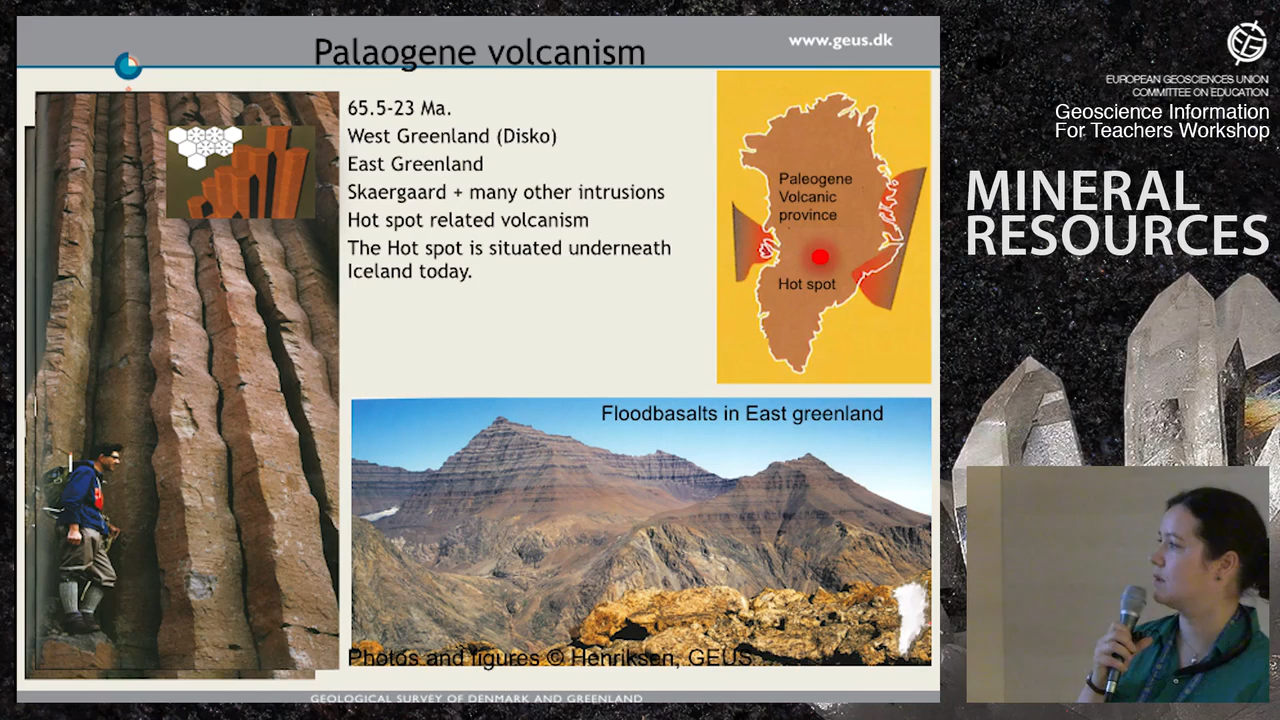 Palaogene volcanism
www.geus.dk
65.5-23 Ma.
West Greenland (Disko)
East Greenland
Skaergaard + many other intrusions
Hot spot related volcanism
The Hot spot is situated underneath
Iceland today.
Paleogene
Volcanic
province
Hot spot
Floodbasalts in East greenland
Photos and figures © Henriksen, GEUS
GEOLOGICAL SURVEY OF DENMARK AND GREENLAND
EUROPEAN GEOSCIENCES UNION
COMMITTEE ON EDUCATION
Geoscience Information
For Teachers Workshop
MINERAL
RESOURCES